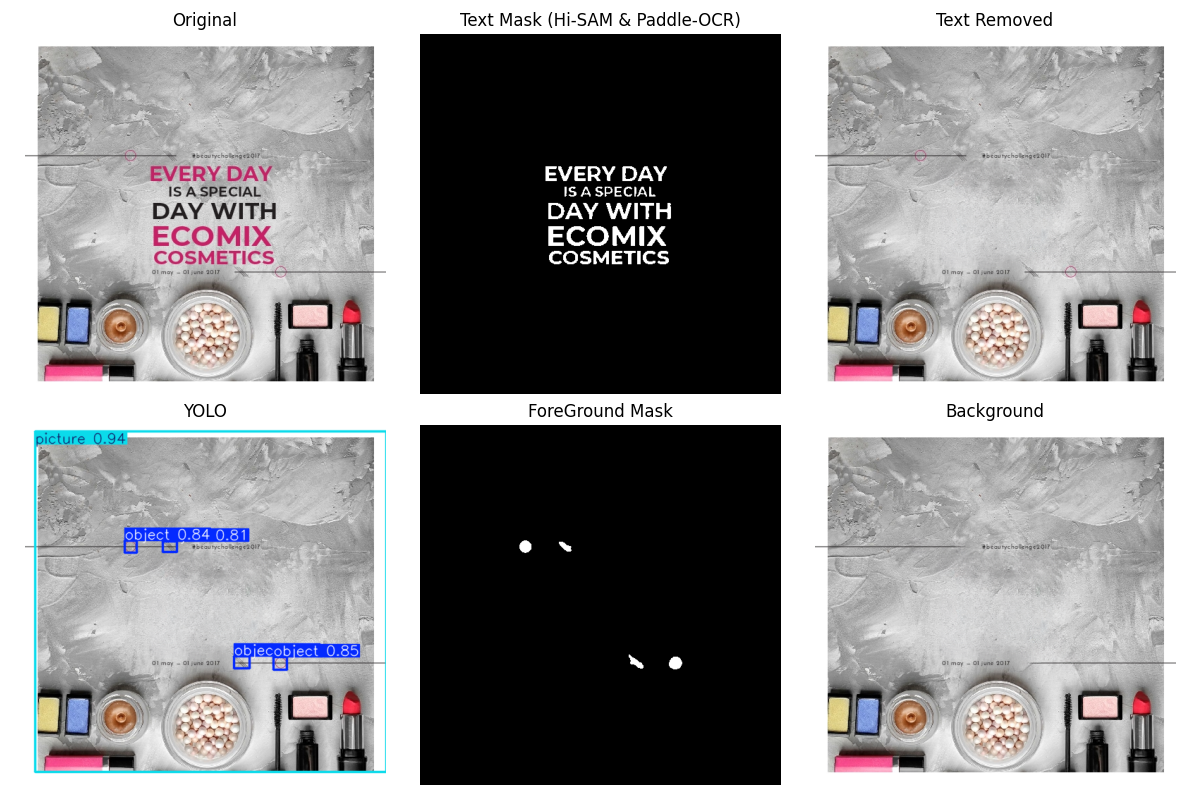 Original
Text Mask (Hi-SAM & Paddle-OCR)
Text Removed
#beautychallenge2017
EVERY DAY
IS A SPECIAL
DAY WITH
ECOMIX
COSMETICS
01 may – 01 june 2017
EVERY DAY
IS A SPECIAL
DAY WITH
ECOMIX
COSMETICS
#beautychallenge2017
01 may – 01 june 2017
YOLO
ForeGround Mask
Background
picture 0.94
object 0.84 0.81
#beautychallenge2017
objecobject 0.85
01 may – 01 june 2017
#beautychallenge2017
01 may – 01 june 2017